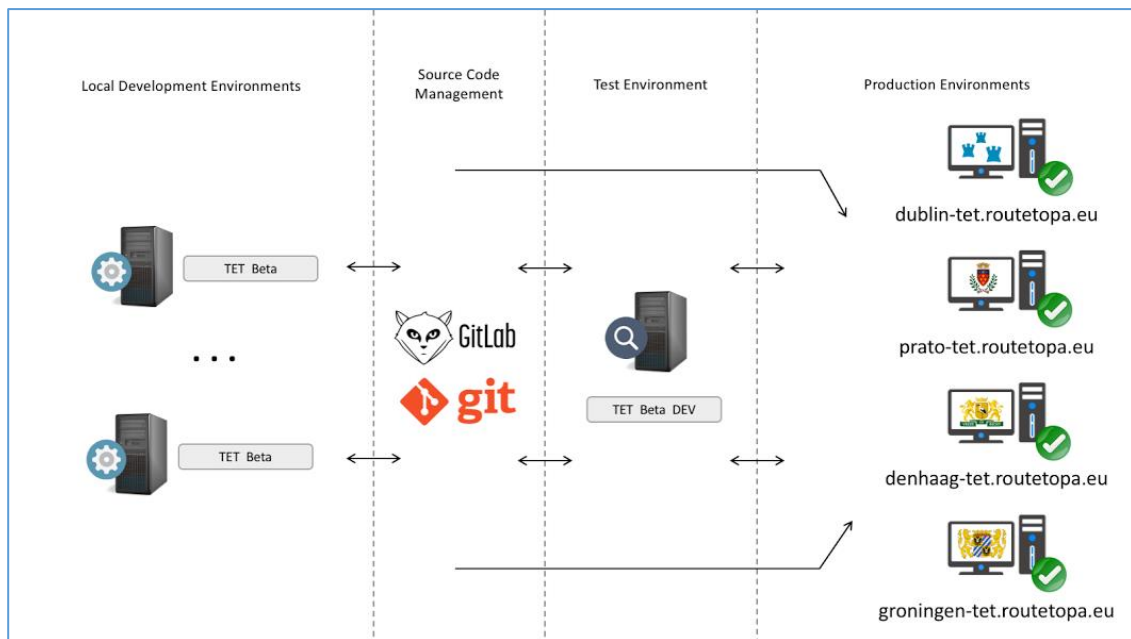 Local Development Environments
Source Code
Management
Test Environment
Production Environments
dublin-tet.routetopa.eu
TET Beta
prato-tet.routetopa.eu
GitLab
...
git
TET Beta DEV
TET Beta
denhaag-tet.routetopa.eu
groningen-tet.routetopa.eu